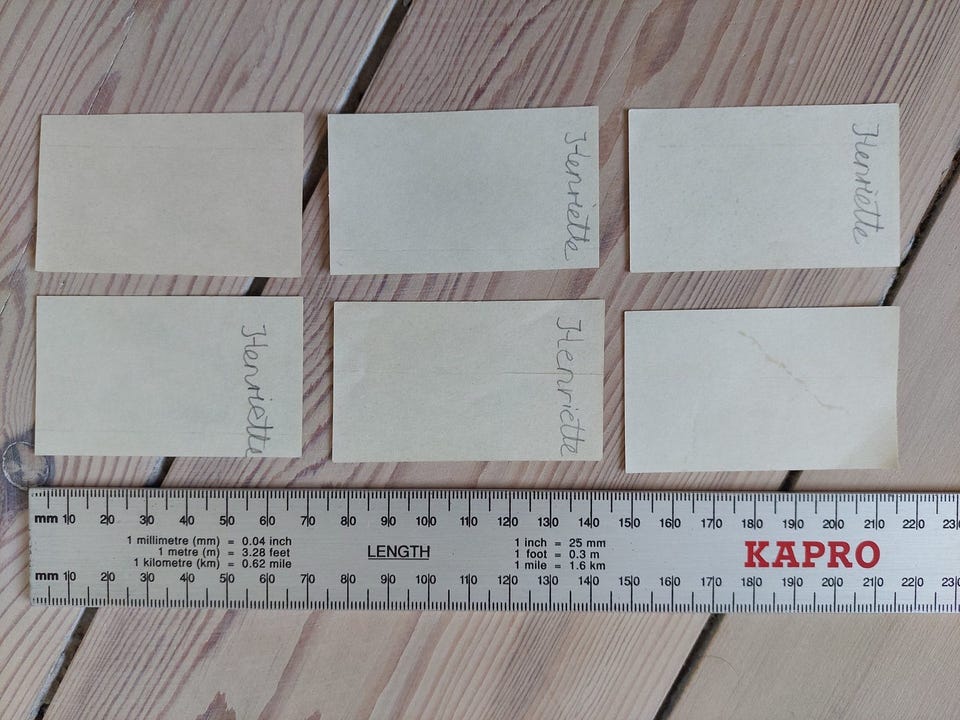 Henriette
Henriette
Henriette
Henriette
mm 10 20 30 40 50 60 70 80 90 100 110 120 130 140 150 160 170 180 190 200 210 220 23
1 millimetre (mm) = 0.04 inch
1 metre (m) = 3.28 feet
1 kilometre (km) = 0.62 mile
LENGTH
1 inch = 25 mm
1 foot = 0.3 m
1 mile = 1.6 km
KAPRO
mm 10 20 30 40 50 60 70 80 90 100 110 120 130 140 150 160 170 180 190 200 210 220 23